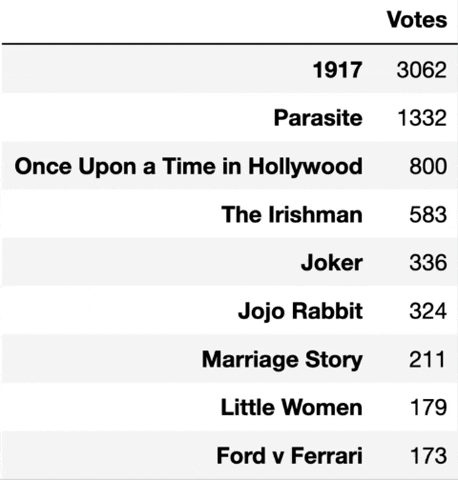 Votes
1917 3062
Parasite 1332
Once Upon a Time in Hollywood 800
The Irishman 583
Joker 336
Jojo Rabbit 324
Marriage Story 211
Little Women 179
Ford v Ferrari 173